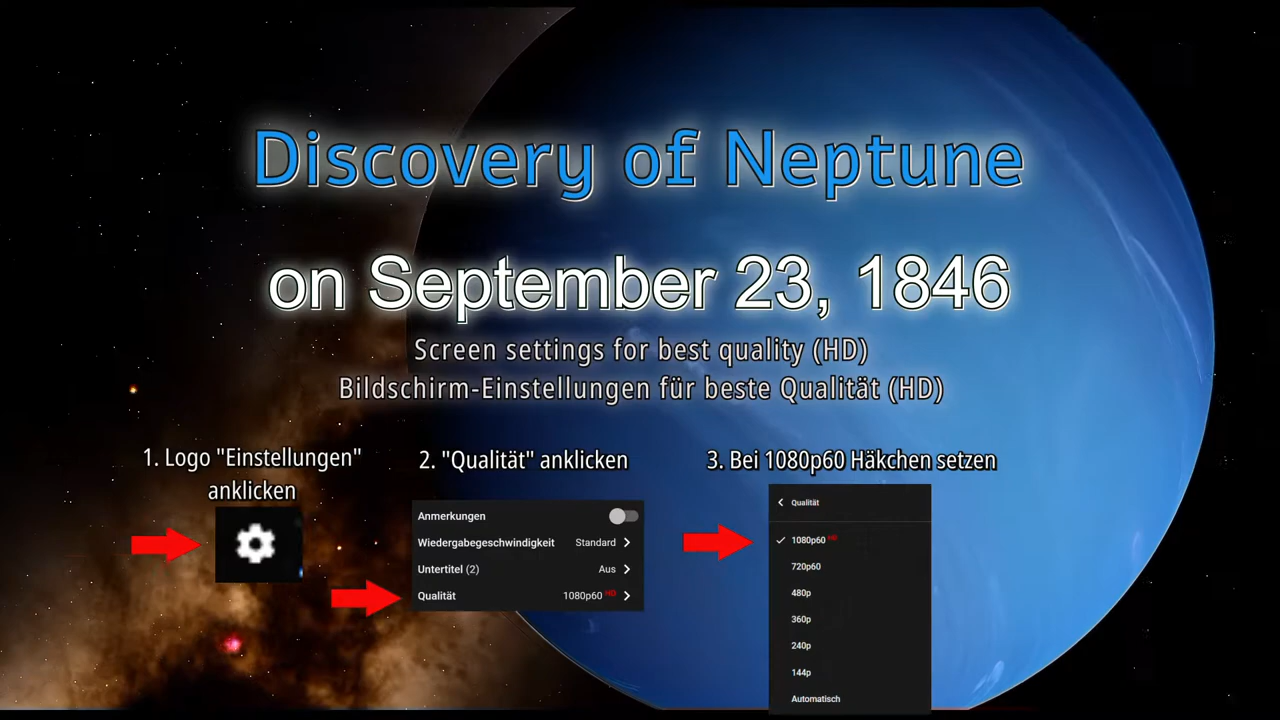 Discovery of Neptune
on September 23, 1846
Screen settings for best quality (HD)
Bildschirm-Einstellungen für beste Qualität (HD)
1. Logo "Einstellungen"
anklicken
2. "Qualität" anklicken
Anmerkungen
Wiedergabegeschwindigkeit Standard
Untertitel (2) Aus
Qualität 1080p60 HD
3. Bei 1080p60 Häkchen setzen
Qualität
1080p60 HD
720p60
480p
360p
240p
144p
Automatisch